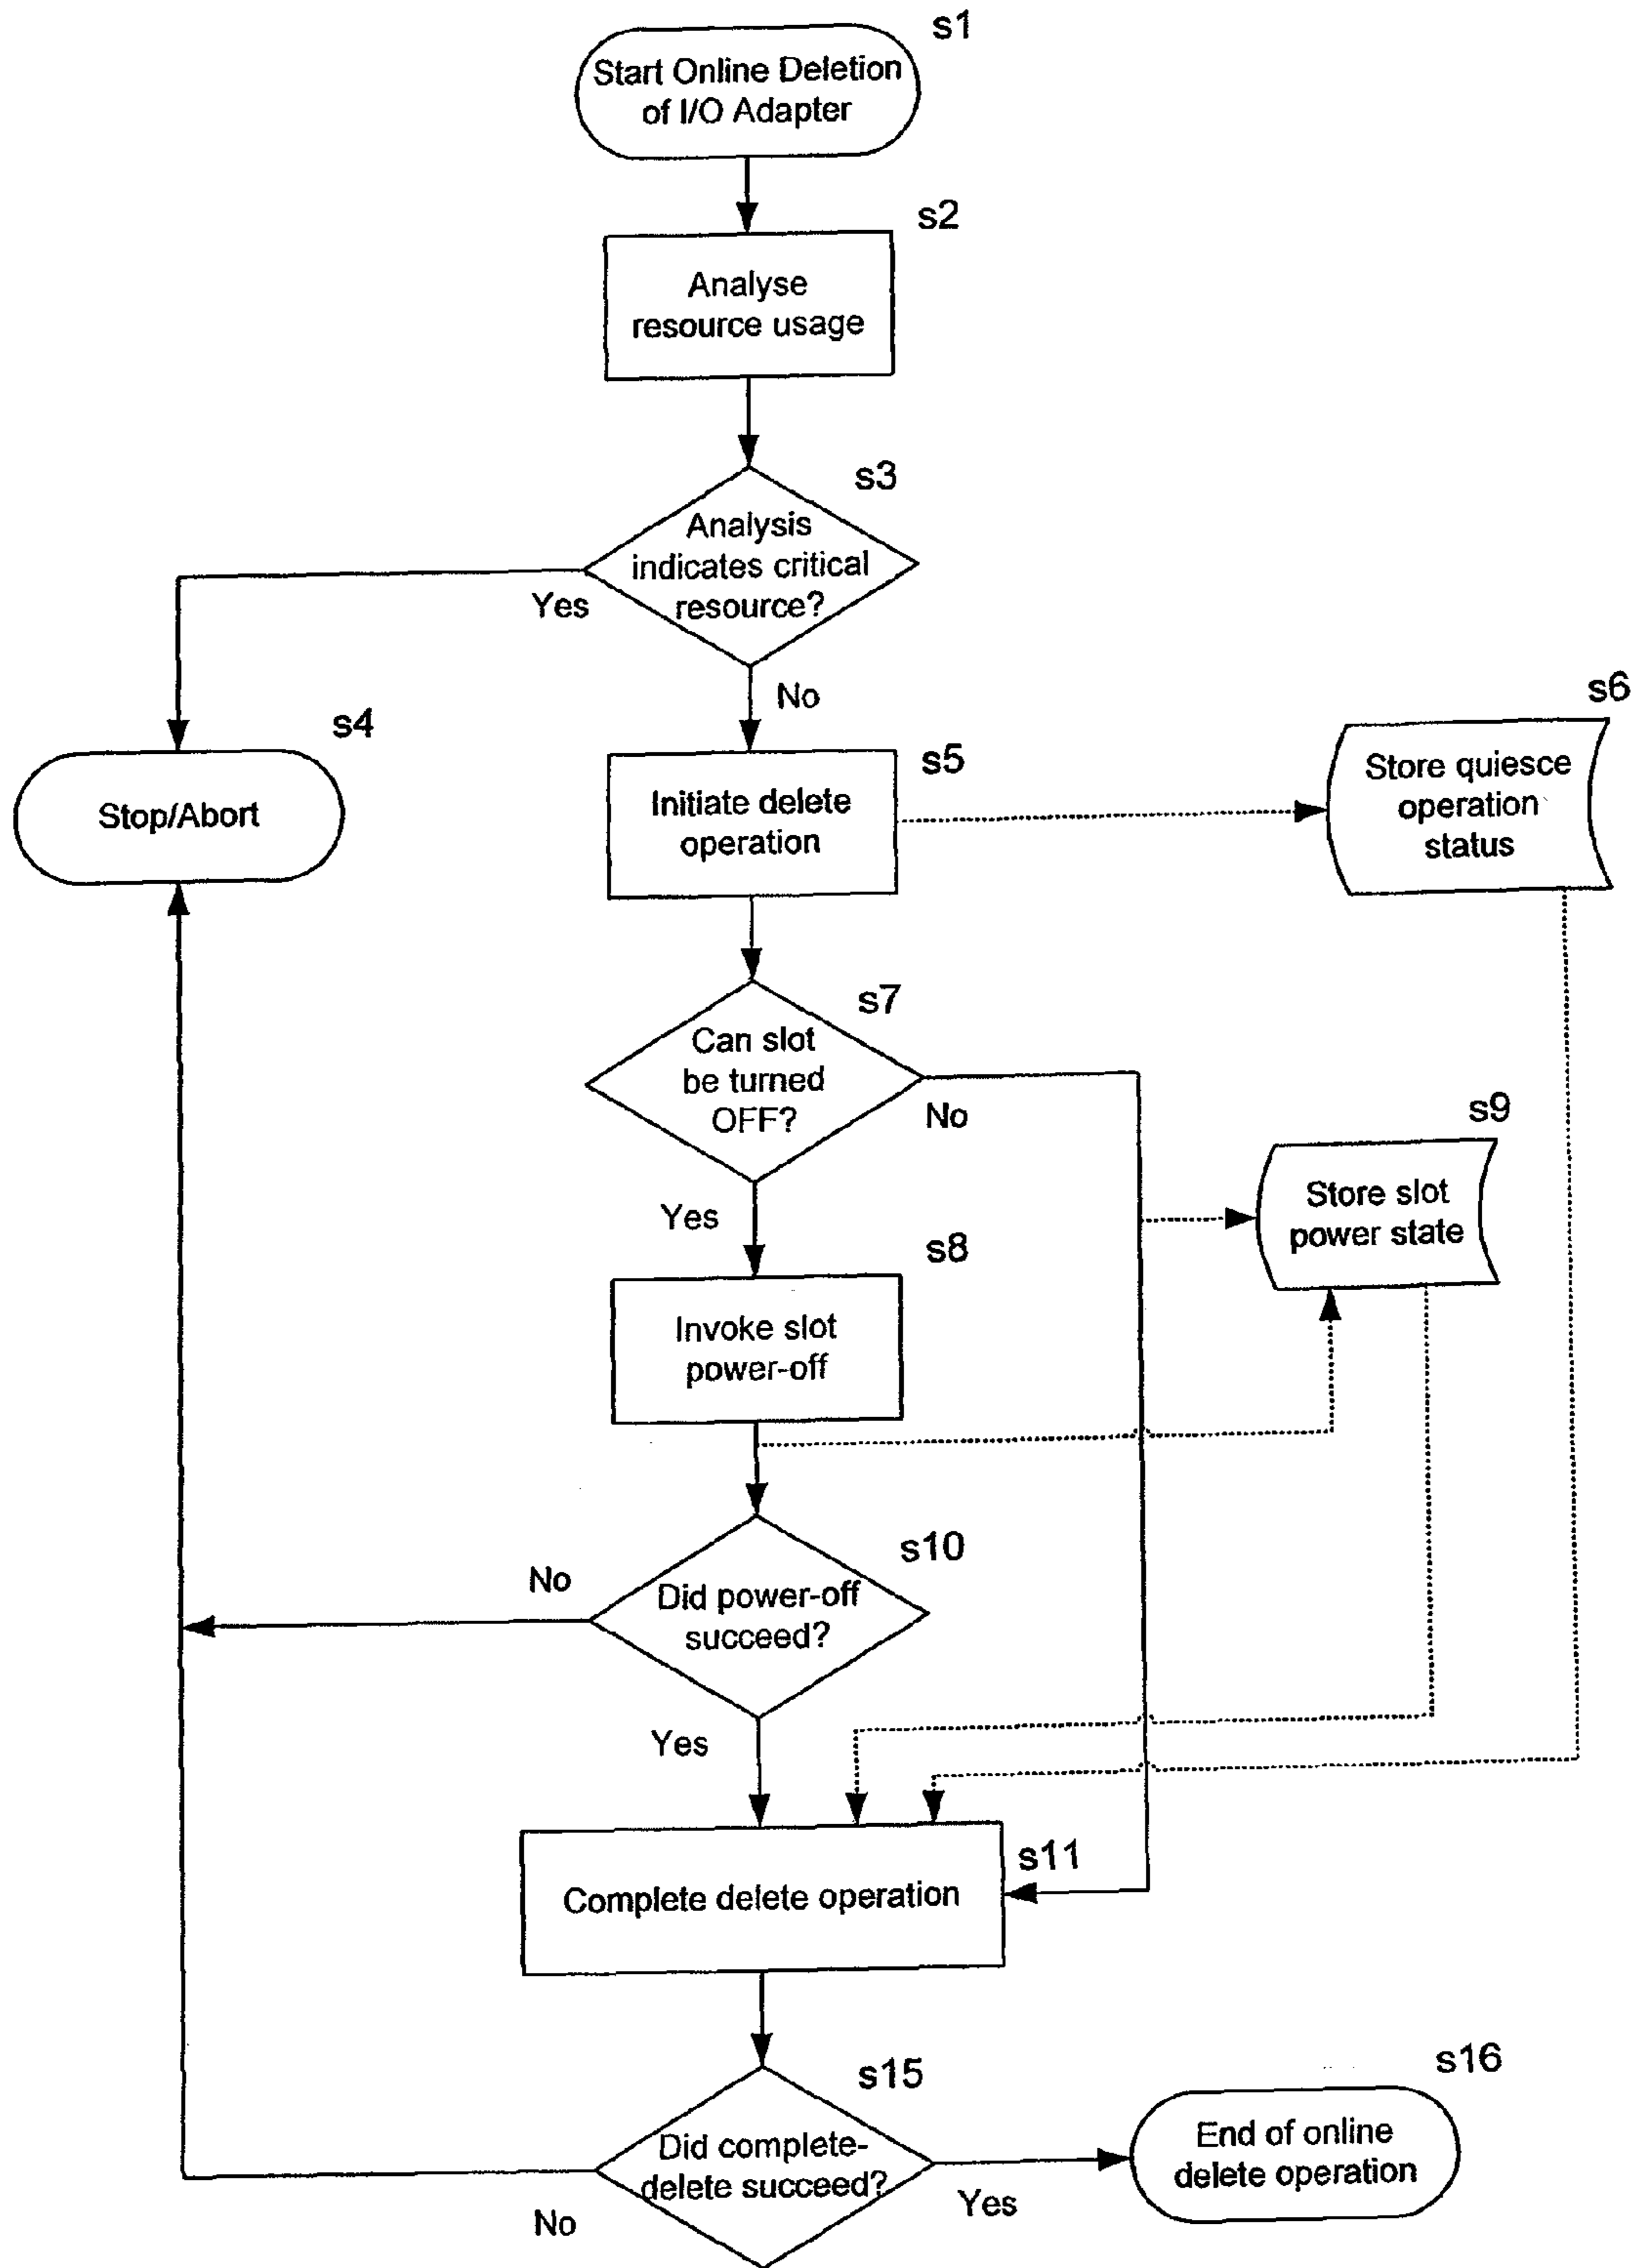 s1
Start Online Deletion
of I/O Adapter
s2
Analyse
resource usage
s3
Analysis
indicates critical
resource?
Yes
No
s4
Stop/Abort
s5
Initiate delete
operation
s6
Store quiesce
operation
status
s7
Can slot
be turned
OFF?
No
Yes
s8
Invoke slot
power-off
s9
Store slot
power state
s10
Did power-off
succeed?
No
Yes
s11
Complete delete operation
s15
Did complete-
delete succeed?
No
Yes
s16
End of online
delete operation